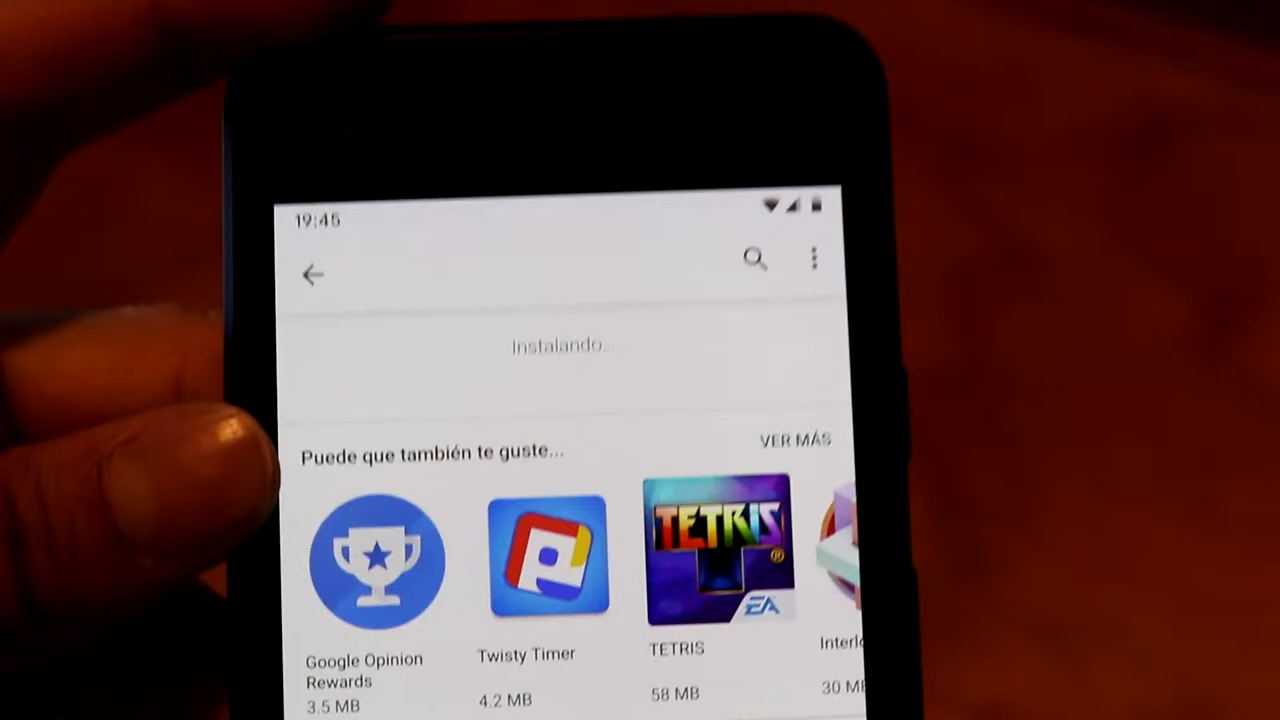 19:45
Instalando...
Puede que también te guste...
VER MÁS
TETRIS
EA
Google Opinion
Rewards
3.5 MB
Twisty Timer
4.2 MB
TETRIS
58 MB
30